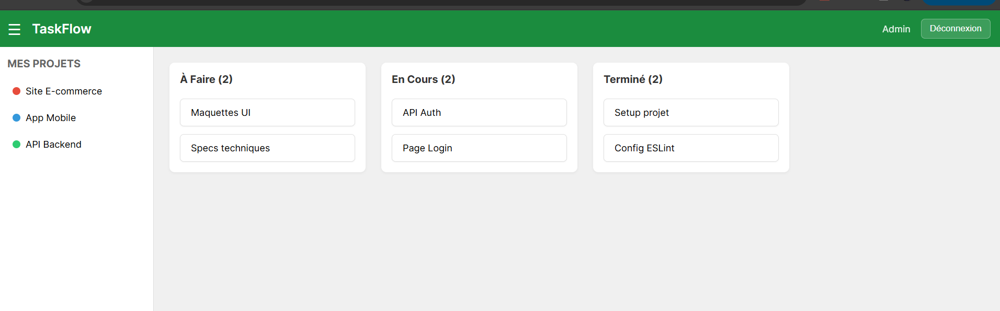 TaskFlow
Admin
Déconnexion
MES PROJETS
Site E-commerce
App Mobile
API Backend
À Faire (2)
Maquettes UI
Specs techniques
En Cours (2)
API Auth
Page Login
Terminé (2)
Setup projet
Config ESLint